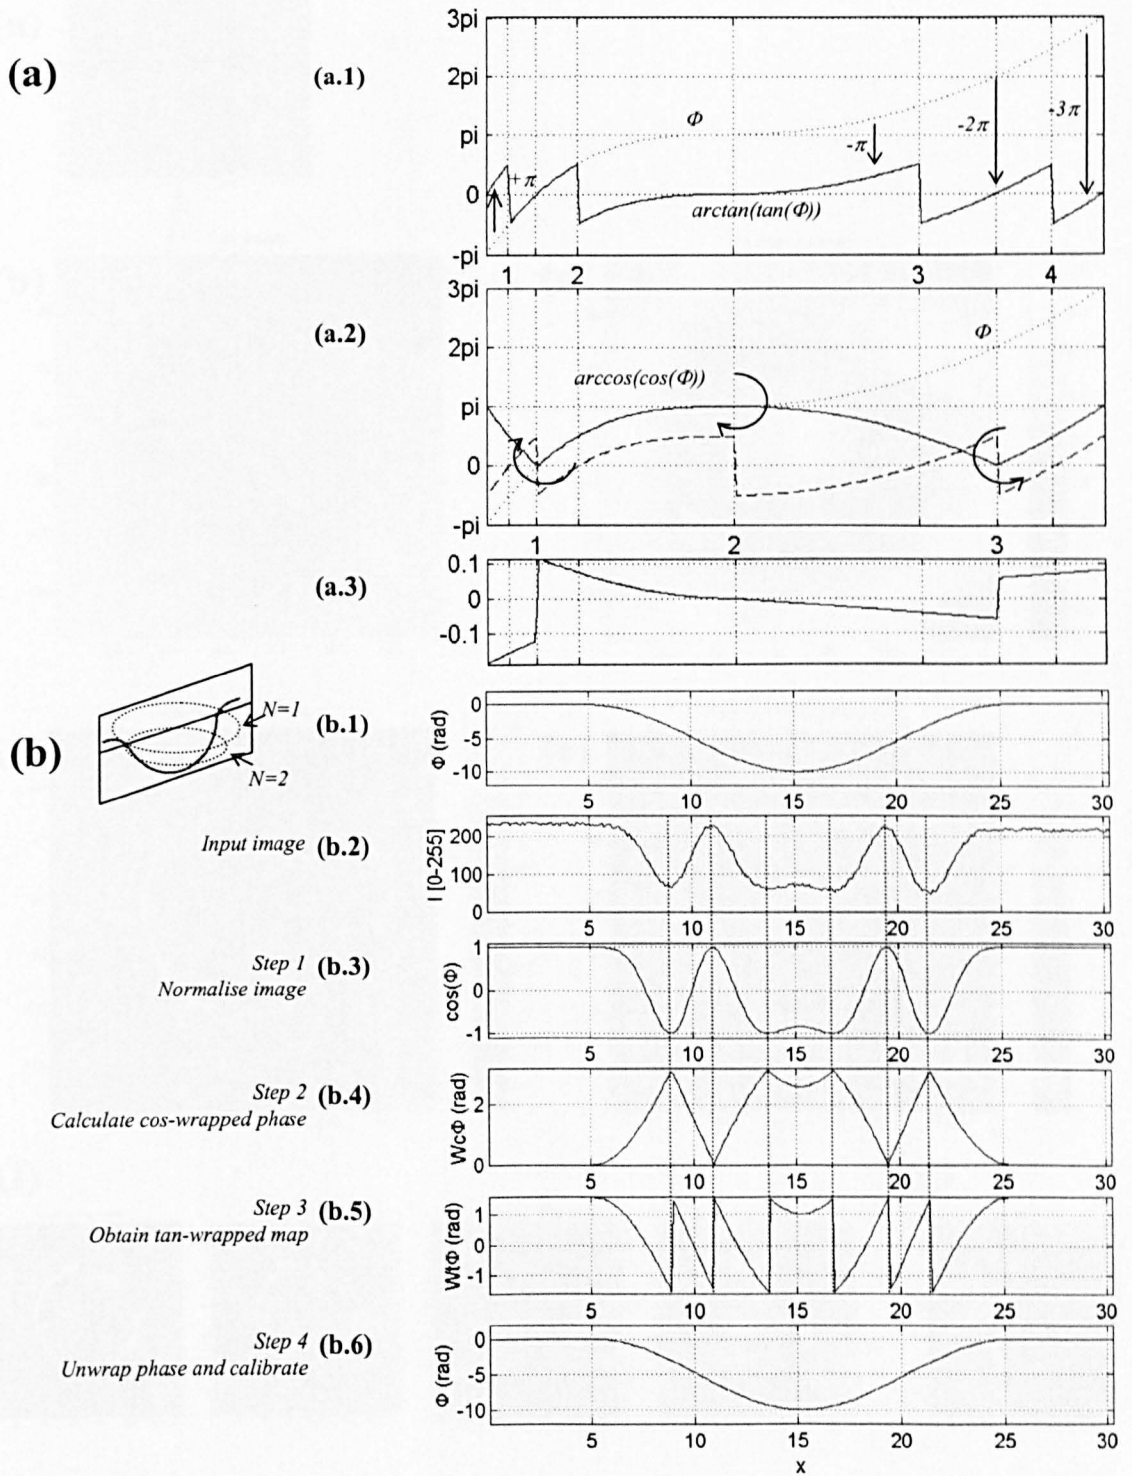 (a)
(a.1)
3pi
2pi
pi
0
-pi
Φ
+π
-π
-2π
-3π
arctan(tan(Φ))
1 2 3 4
(a.2)
3pi
2pi
pi
0
-pi
Φ
arccos(cos(Φ))
1 2 3
(a.3)
0.1
0
-0.1
(b)
N=1
N=2
(b.1)
Φ (rad)
0
-5
-10
5 10 15 20 25 30
Input image (b.2)
I [0-255]
200
100
0
5 10 15 20 25 30
Step 1 (b.3)
Normalise image
cos(Φ)
1
0
-1
5 10 15 20 25 30
Step 2 (b.4)
Calculate cos-wrapped phase
WcΦ (rad)
2
0
5 10 15 20 25 30
Step 3 (b.5)
Obtain tan-wrapped map
WtΦ (rad)
1
0
-1
5 10 15 20 25 30
Step 4 (b.6)
Unwrap phase and calibrate
Φ (rad)
0
-5
-10
5 10 15 20 25 30
x